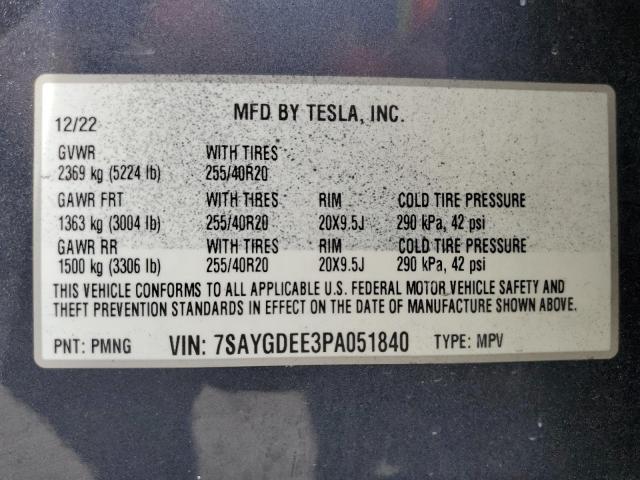 MFD BY TESLA, INC.
12/22
GVWR WITH TIRES
2369 kg (5224 lb) 255/40R20
GAWR FRT WITH TIRES RIM COLD TIRE PRESSURE
1363 kg (3004 lb) 255/40R20 20X9.5J 290 kPa, 42 psi
GAWR RR WITH TIRES RIM COLD TIRE PRESSURE
1500 kg (3306 lb) 255/40R20 20X9.5J 290 kPa, 42 psi
THIS VEHICLE CONFORMS TO ALL APPLICABLE U.S. FEDERAL MOTOR VEHICLE SAFETY AND
THEFT PREVENTION STANDARDS IN EFFECT ON THE DATE OF MANUFACTURE SHOWN ABOVE.
PNT: PMNG VIN: 7SAYGDEE3PA051840 TYPE: MPV